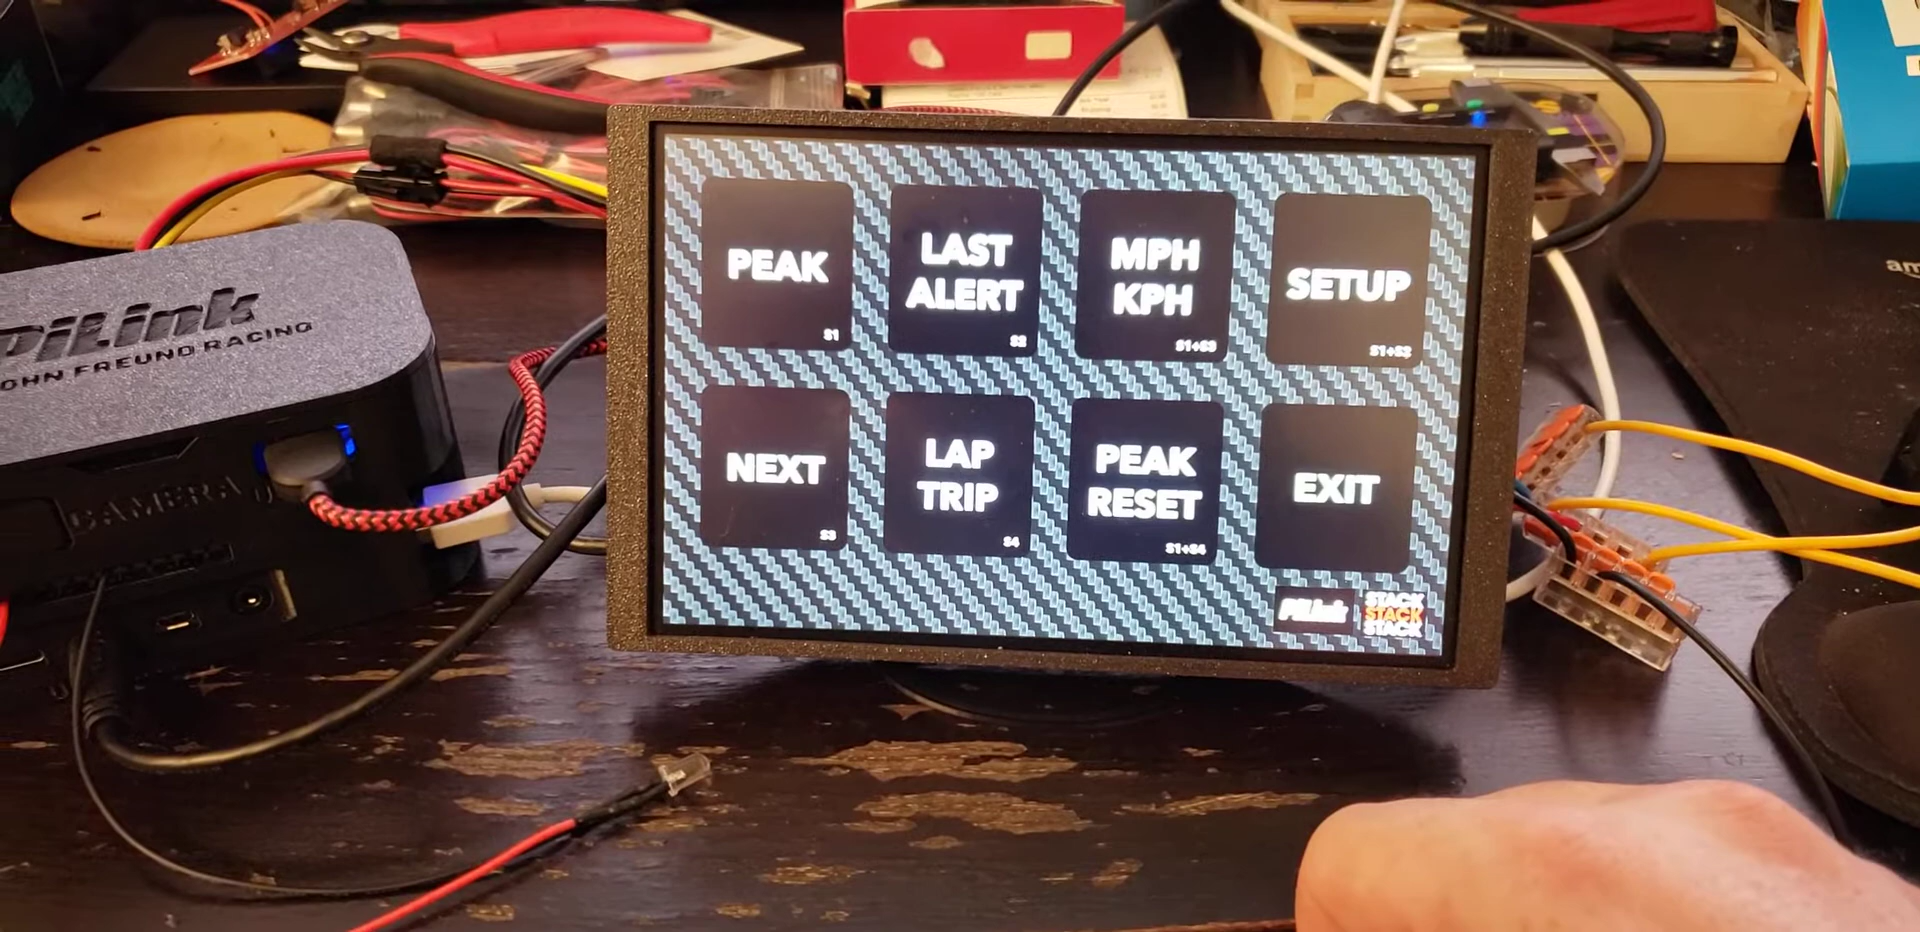 PiLink
OHN FREUND RACING
CAMERA
PEAK
S1
LAST
ALERT
S2
MPH
KPH
S1+S3
SETUP
S1+S2
NEXT
S3
LAP
TRIP
S4
PEAK
RESET
S1+S4
EXIT
PiLink
STACK
STACK
STACK
am